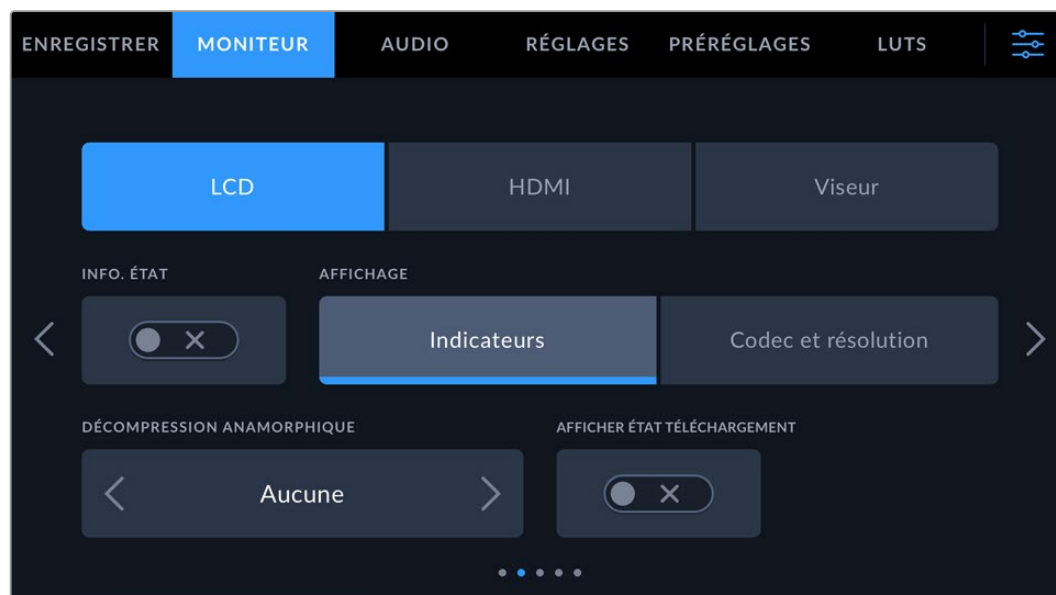 ENREGISTRER MONITEUR AUDIO RÉGLAGES PRÉRÉGLAGES LUTS
LCD HDMI Viseur
INFO. ÉTAT AFFICHAGE
Indicateurs Codec et résolution
DÉCOMPRESSION ANAMORPHIQUE AFFICHER ÉTAT TÉLÉCHARGEMENT
Aucune